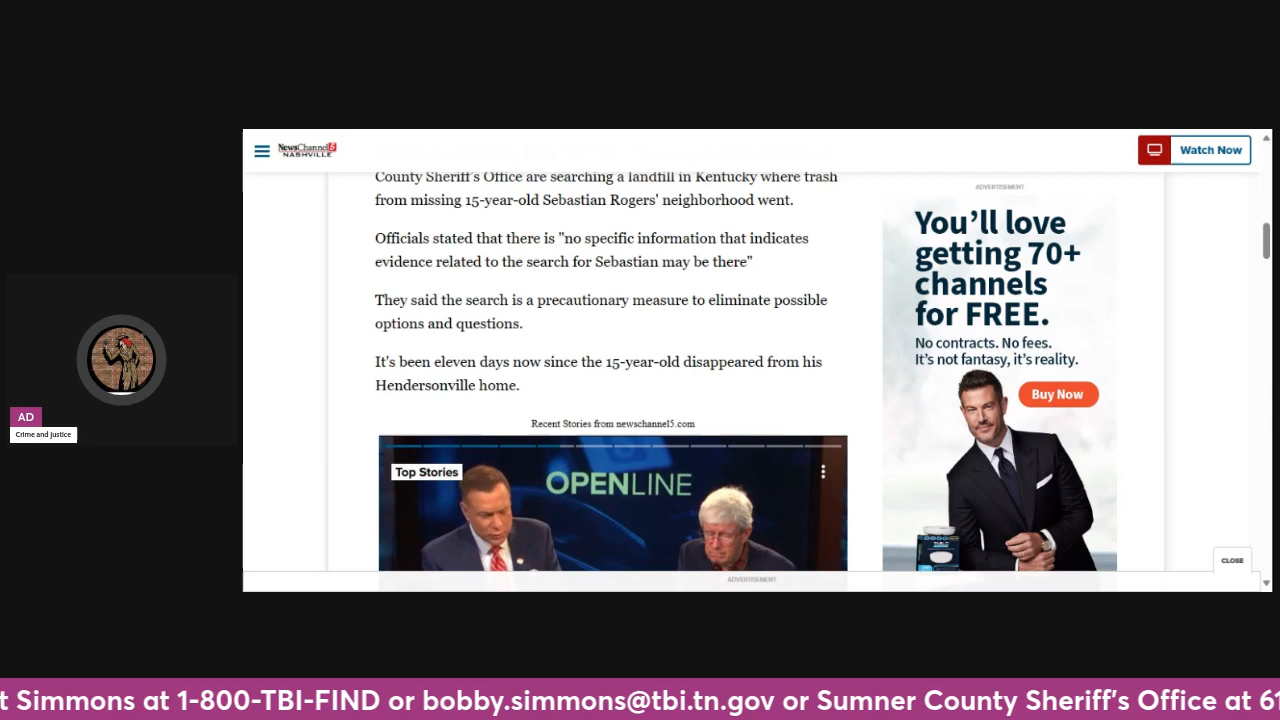 NewsChannel 5
NASHVILLE
Watch Now
County Sheriff's Office are searching a landfill in Kentucky where trash
from missing 15-year-old Sebastian Rogers' neighborhood went.
Officials stated that there is "no specific information that indicates
evidence related to the search for Sebastian may be there"
They said the search is a precautionary measure to eliminate possible
options and questions.
It's been eleven days now since the 15-year-old disappeared from his
Hendersonville home.
Recent Stories from newschannel5.com
Top Stories
OPENLINE
ADVERTISEMENT
You'll love
getting 70+
channels
for FREE.
No contracts. No fees.
It's not fantasy, it's reality.
Buy Now
CLOSE
ADVERTISEMENT
AD
Crime and Justice
t Simmons at 1-800-TBI-FIND or bobby.simmons@tbi.tn.gov or Sumner County Sheriff's Office at 6